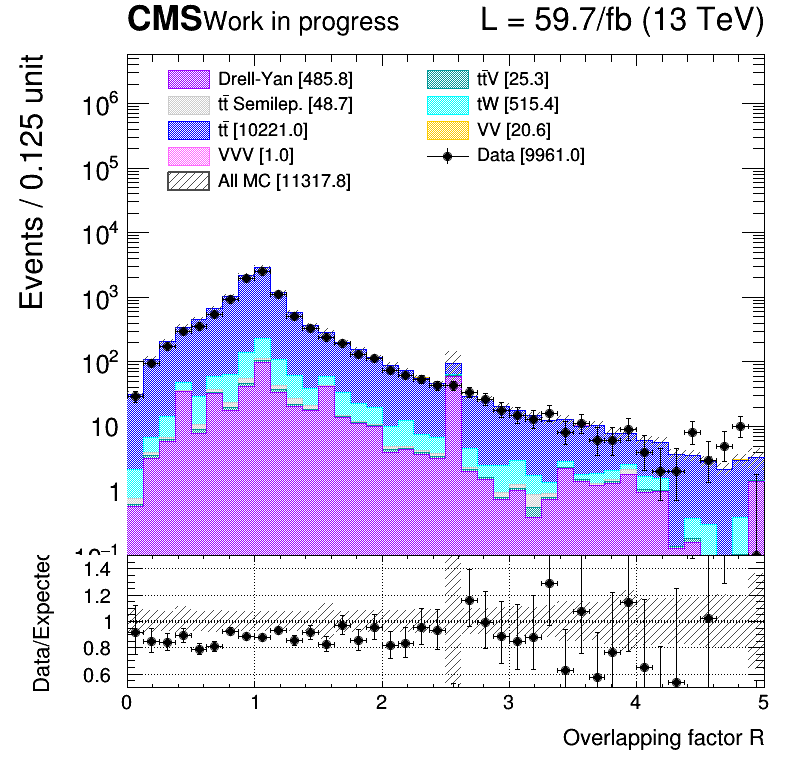 CMS Work in progress L = 59.7/fb (13 TeV)
Events / 0.125 unit
Drell-Yan [485.8]
tt̄ Semilep. [48.7]
tt̄ [10221.0]
VVV [1.0]
All MC [11317.8]
tt̄V [25.3]
tW [515.4]
VV [20.6]
Data [9961.0]
10⁶
10⁵
10⁴
10³
10²
10
1
10⁻¹
Data/Expected
1.4
1.2
1
0.8
0.6
0 1 2 3 4 5
Overlapping factor R